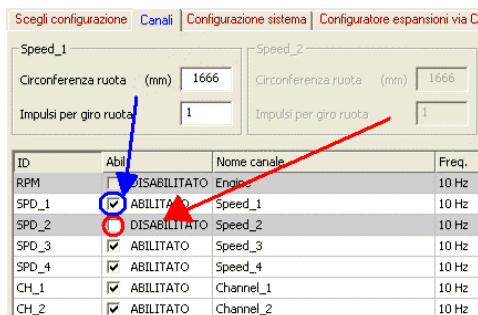 Scegli configurazione Canali Configurazione sistema Configuratore espansioni via C
Speed_1 Speed_2
Circonferenza ruota (mm) 1666 Circonferenza ruota (mm) 1666
Impulsi per giro ruota 1 Impulsi per giro ruota 1
ID Abil Nome canale Freq.
RPM DISABILITATO Engine 10 Hz
SPD_1 ABILITATO Speed_1 10 Hz
SPD_2 DISABILITATO Speed_2 10 Hz
SPD_3 ABILITATO Speed_3 10 Hz
SPD_4 ABILITATO Speed_4 10 Hz
CH_1 ABILITATO Channel_1 10 Hz
CH_2 ABILITATO Channel_2 10 Hz